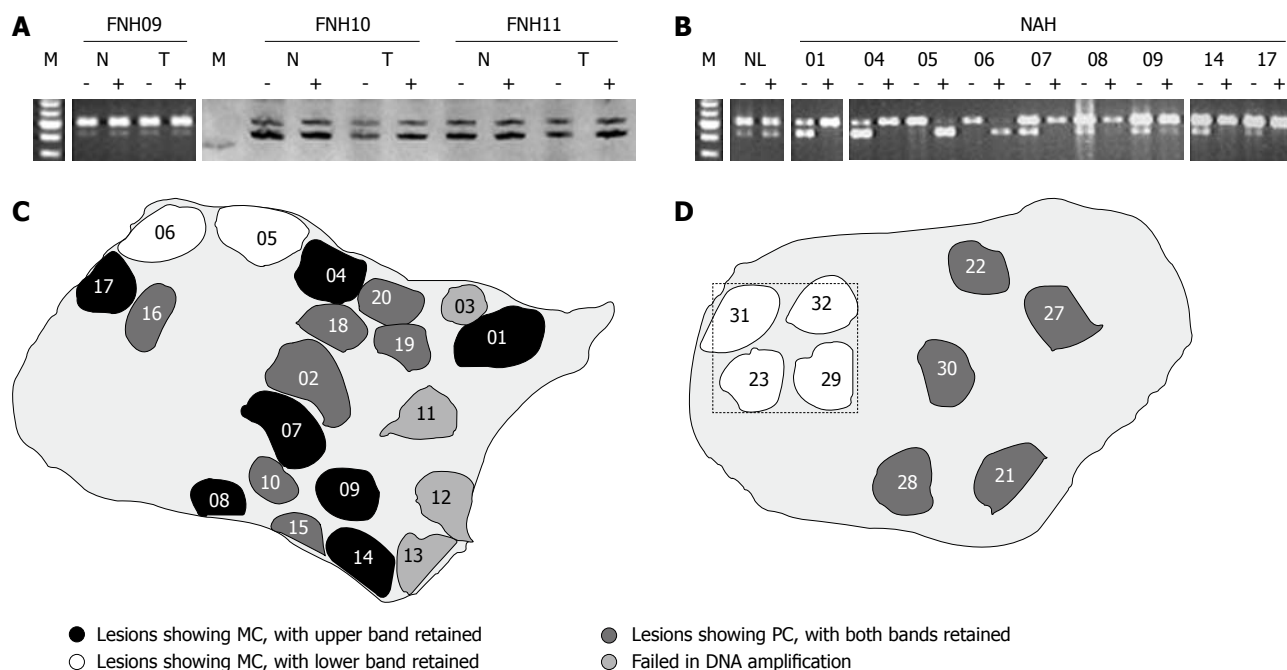 A FNH09 FNH10 FNH11
M N T M N T N T
- + - + - + - + - + - +
B NAH
M NL 01 04 05 06 07 08 09 14 17
- + - + - + - + - + - + - + - + - + - +
C
06 05
17 04
16 20 03
18 19 01
02
07 11
10
08 09 12
15
14 13
D
22
31 32 27
23 29 30
28 21
Lesions showing MC, with upper band retained
Lesions showing MC, with lower band retained
Lesions showing PC, with both bands retained
Failed in DNA amplification